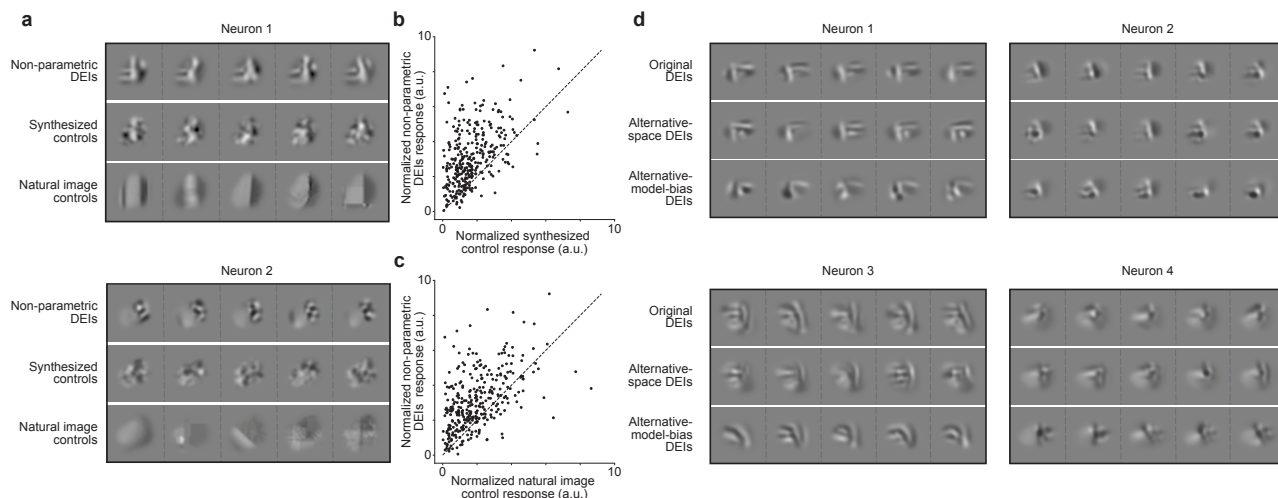 a
Neuron 1
Non-parametric
DEIs
Synthesized
controls
Natural image
controls
Neuron 2
Non-parametric
DEIs
Synthesized
controls
Natural image
controls
b
Normalized non-parametric
DEIs response (a.u.)
10
0
0
10
Normalized synthesized
control response (a.u.)
c
Normalized non-parametric
DEIs response (a.u.)
10
0
0
10
Normalized natural image
control response (a.u.)
d
Neuron 1
Neuron 2
Original
DEIs
Alternative-
space DEIs
Alternative-
model-bias
DEIs
Neuron 3
Neuron 4
Original
DEIs
Alternative-
space DEIs
Alternative-
model-bias
DEIs